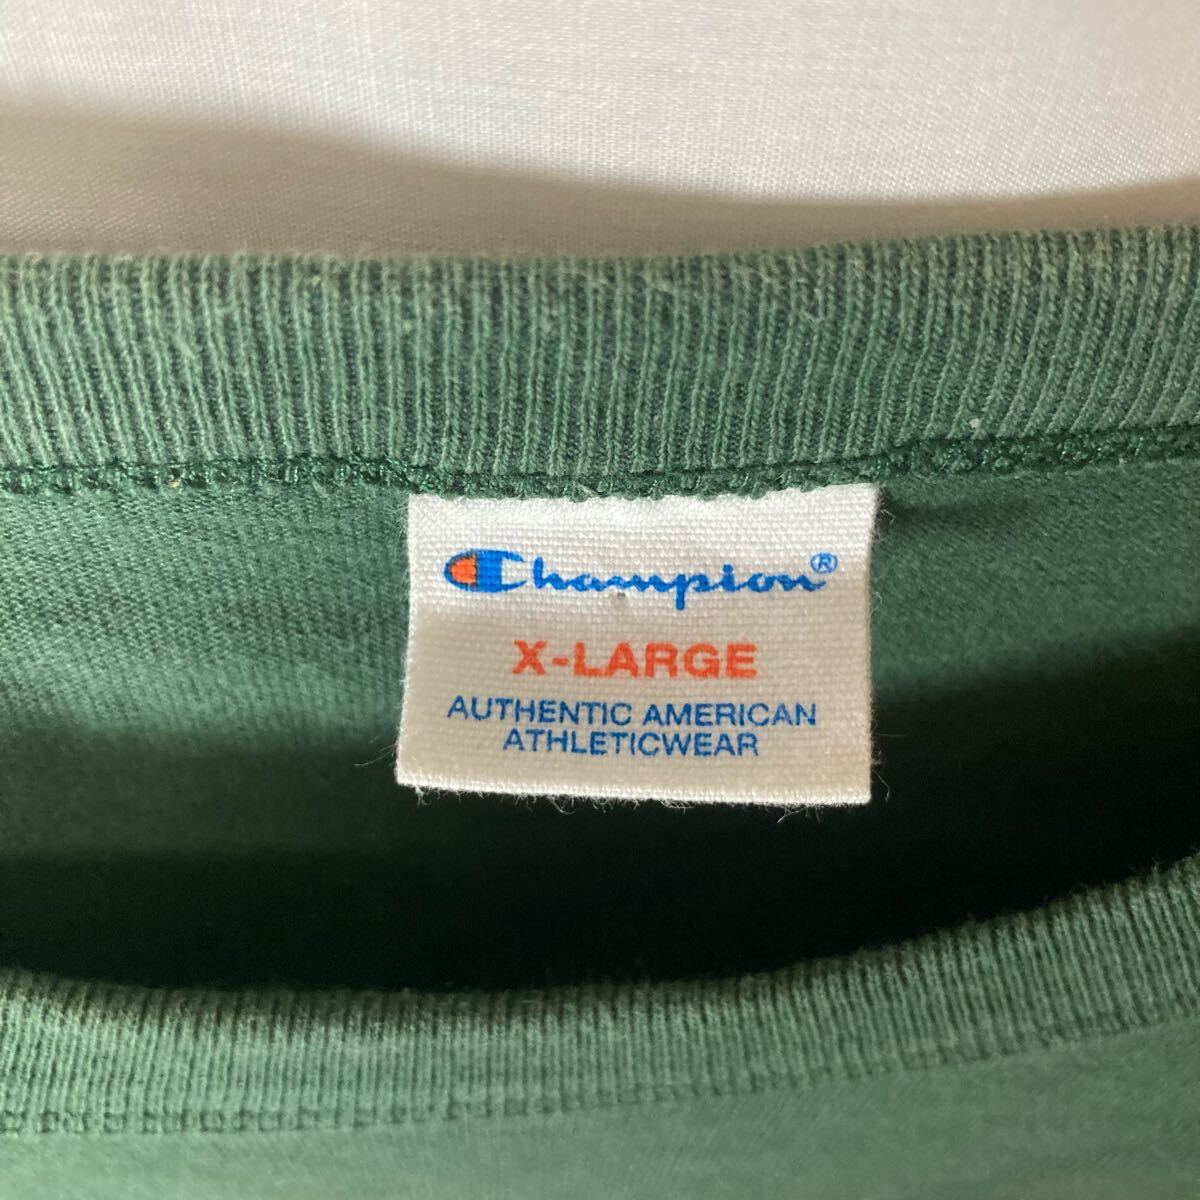 Champion®
X-LARGE
AUTHENTIC AMERICAN
ATHLETICWEAR